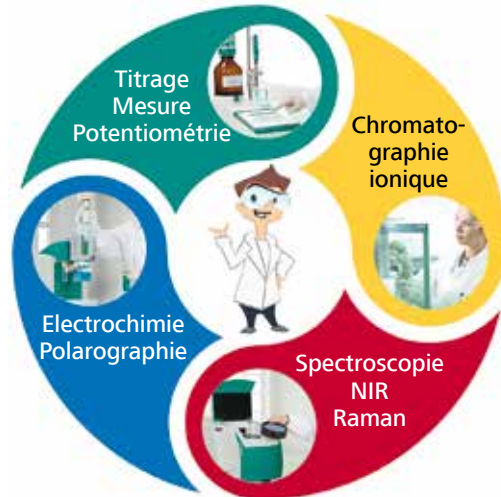 Titrage
Mesure
Potentiométrie
Chromato-
graphie
ionique
Electrochimie
Polarographie
Spectroscopie
NIR
Raman